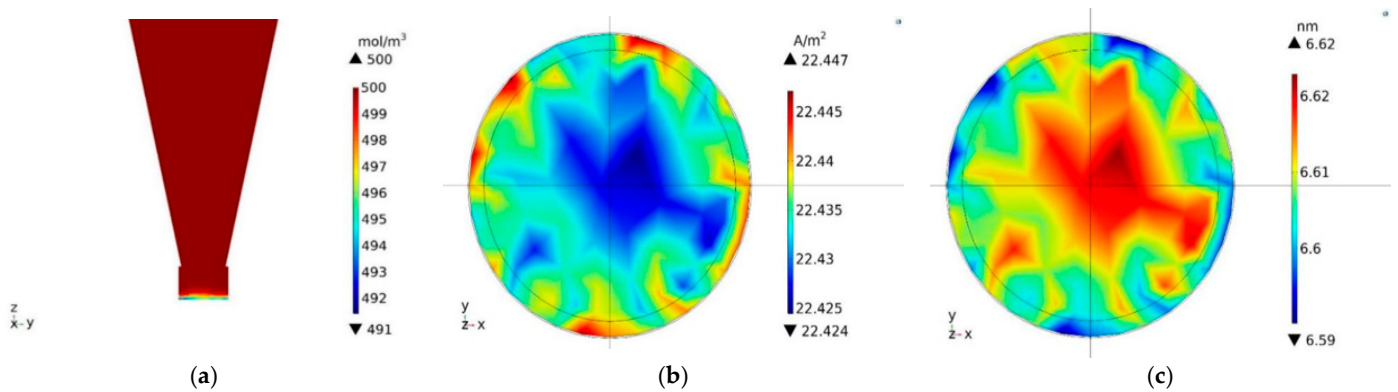 mol/m³
▲ 500
500
499
498
497
496
495
494
493
492
▼ 491
z
x y
(a)
A/m²
▲ 22.447
22.445
22.44
22.435
22.43
22.425
▼ 22.424
y
z x
(b)
nm
▲ 6.62
6.62
6.61
6.6
▼ 6.59
y
z x
(c)